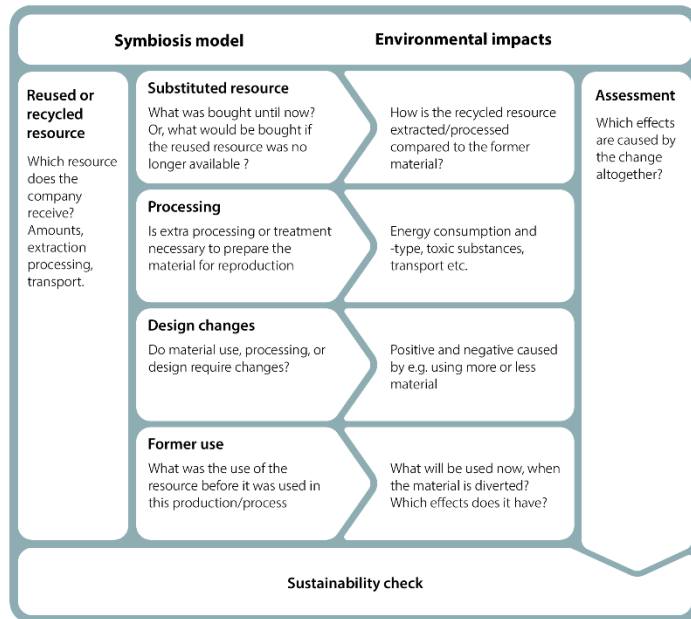 Symbiosis model
Environmental impacts
Reused or
recycled
resource
Which resource
does the
company
receive?
Amounts,
extraction
processing,
transport.
Substituted resource
What was bought until now?
Or, what would be bought if
the reused resource was no
longer available ?
How is the recycled resource
extracted/processed
compared to the former
material?
Processing
Is extra processing or treatment
necessary to prepare the
material for reproduction
Energy consumption and
-type, toxic substances,
transport etc.
Design changes
Do material use, processing, or
design require changes?
Positive and negative caused
by e.g. using more or less
material
Former use
What was the use of the
resource before it was used in
this production/process
What will be used now, when
the material is diverted?
Which effects does it have?
Assessment
Which effects
are caused by
the change
altogether?
Sustainability check